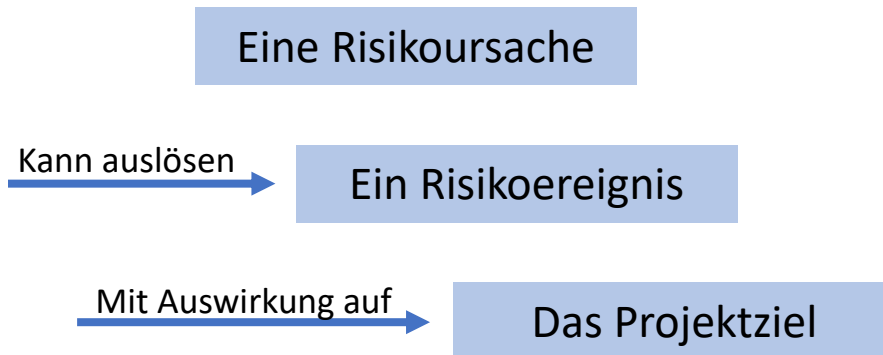 Eine Risikoursache
Kann auslösen
Ein Risikoereignis
Mit Auswirkung auf
Das Projektziel